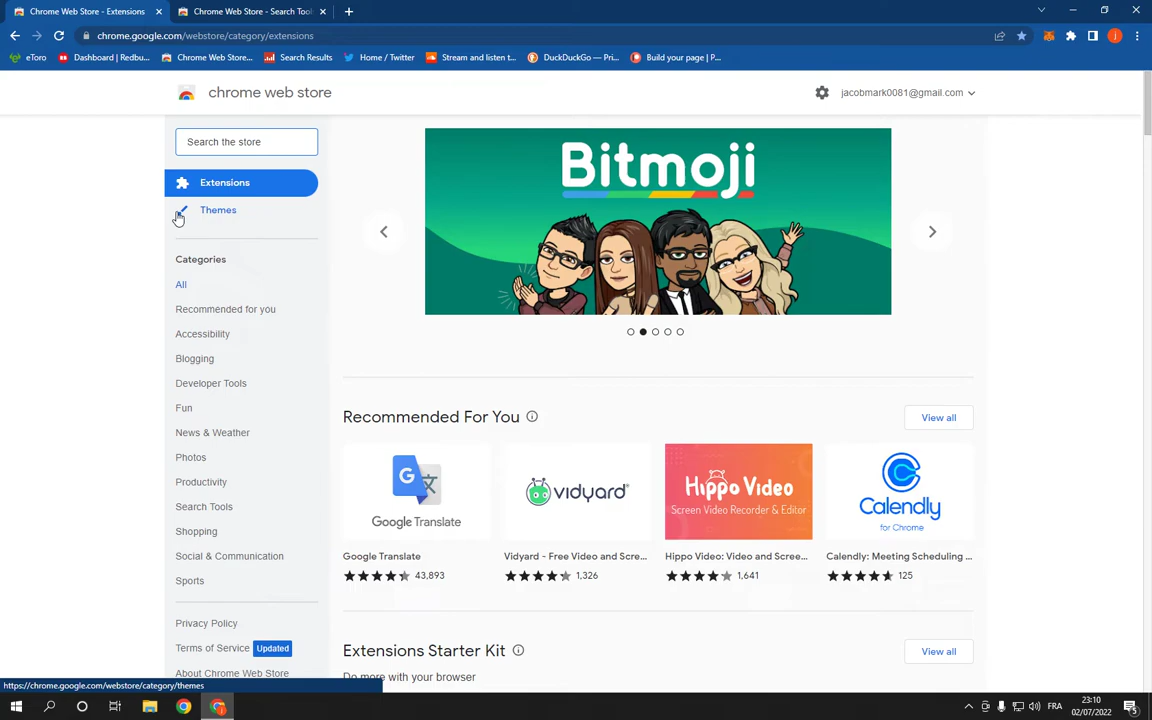 Chrome Web Store - Extensions
Chrome Web Store - Search Tool
chrome.google.com/webstore/category/extensions
eToro
Dashboard | Redbu...
Chrome Web Store...
Search Results
Home / Twitter
Stream and listen t...
DuckDuckGo — Pri...
Build your page | P...
chrome web store
jacobmark0081@gmail.com
Search the store
Extensions
Themes
Categories
All
Recommended for you
Accessibility
Blogging
Developer Tools
Fun
News & Weather
Photos
Productivity
Search Tools
Shopping
Social & Communication
Sports
Privacy Policy
Terms of Service Updated
About Chrome Web Store
Bitmoji
Recommended For You
View all
Google Translate
vidyard
Hippo Video
Screen Video Recorder & Editor
Calendly
for Chrome
Google Translate
43,893
Vidyard - Free Video and Scre...
1,326
Hippo Video: Video and Scree...
1,641
Calendly: Meeting Scheduling ...
125
Extensions Starter Kit
View all
Do more with your browser
https://chrome.google.com/webstore/category/themes
FRA
23:10
02/07/2022
5